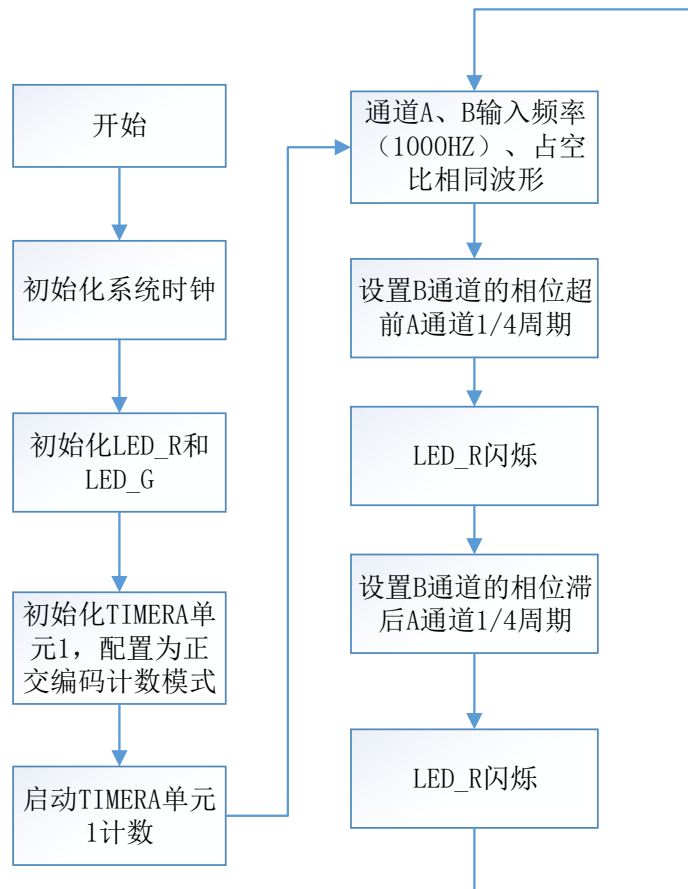 开始
初始化系统时钟
初始化LED_R和
LED_G
初始化TIMERA单
元1，配置为正
交编码计数模式
启动TIMERA单元
1计数
通道A、B输入频率
（1000HZ）、占空
比相同波形
设置B通道的相位超
前A通道1/4周期
LED_R闪烁
设置B通道的相位滞
后A通道1/4周期
LED_R闪烁